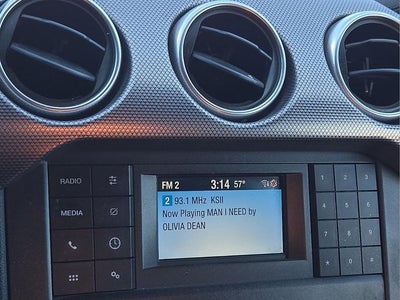 RADIO
MEDIA
FM 2 3:14 57°
2 93.1 MHz KSII
Now Playing MAN I NEED by
OLIVIA DEAN
1 2 3
4 5 6
7 8 9
* 0 #